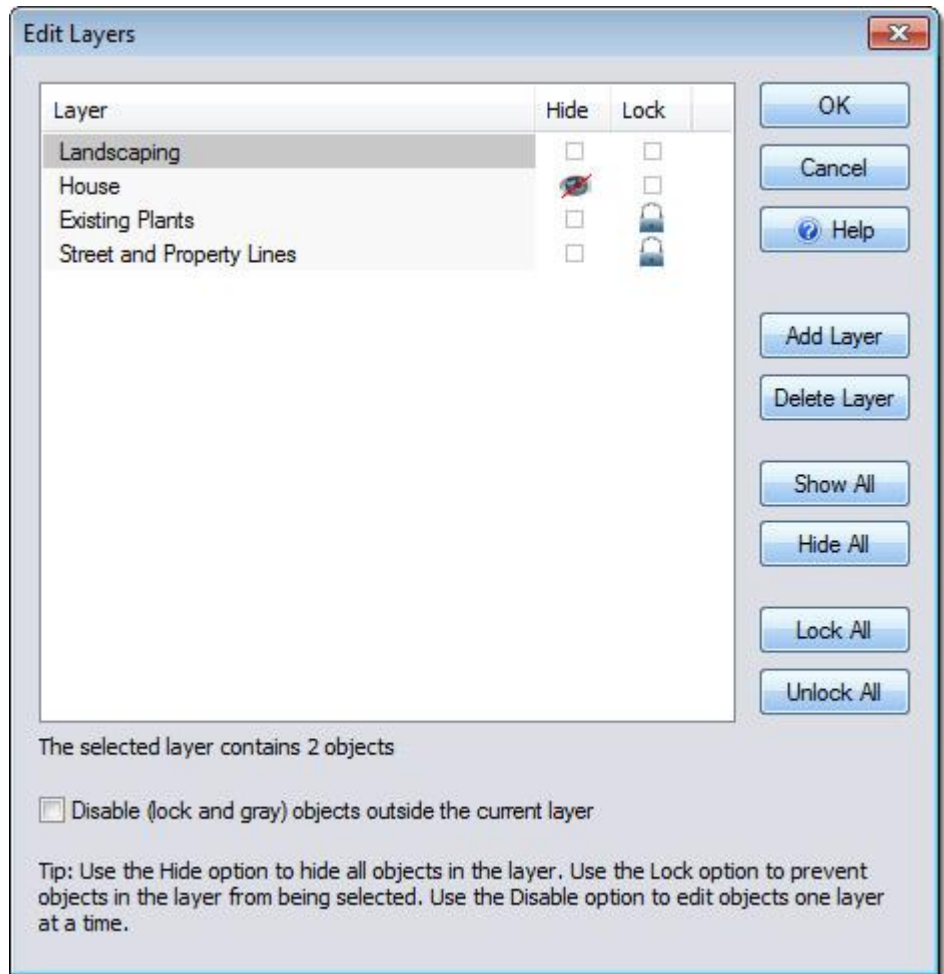 Edit Layers
Layer Hide Lock
Landscaping
House
Existing Plants
Street and Property Lines
OK
Cancel
Help
Add Layer
Delete Layer
Show All
Hide All
Lock All
Unlock All
The selected layer contains 2 objects
Disable (lock and gray) objects outside the current layer
Tip: Use the Hide option to hide all objects in the layer. Use the Lock option to prevent
objects in the layer from being selected. Use the Disable option to edit objects one layer
at a time.